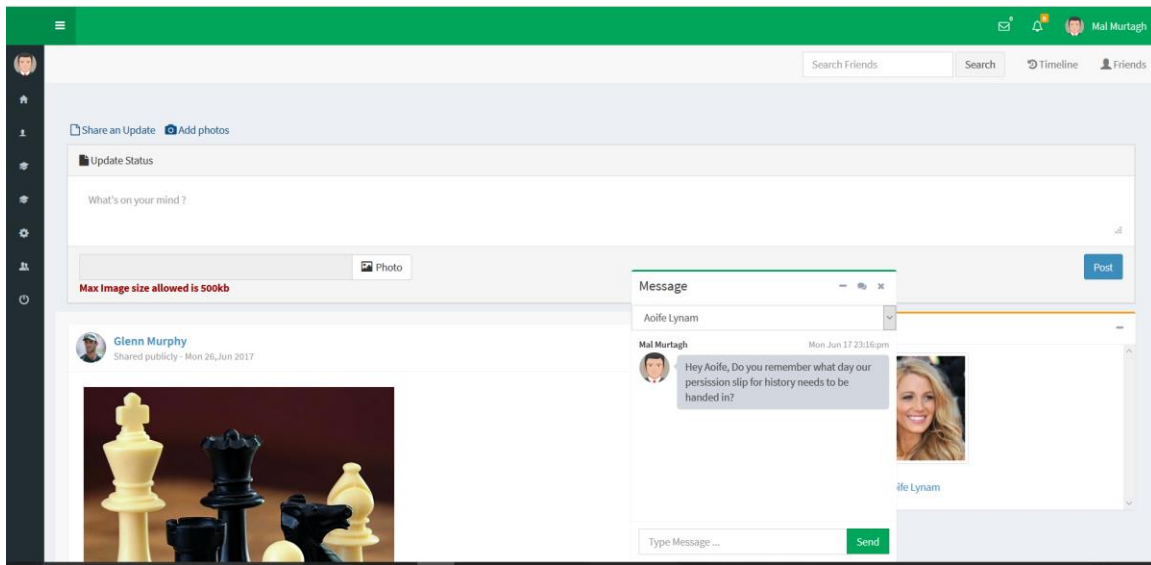 Mal Murtagh
Search Friends
Search
Timeline
Friends
Share an Update
Add photos
Update Status
What's on your mind ?
Photo
Post
Max Image size allowed is 500kb
Glenn Murphy
Shared publicly - Mon 26,Jun 2017
Message
Aoife Lynam
Mal Murtagh
Mon Jun 17 23:16:pm
Hey Aoife, Do you remember what day our
persission slip for history needs to be
handed in?
Type Message ...
Send
ife Lynam